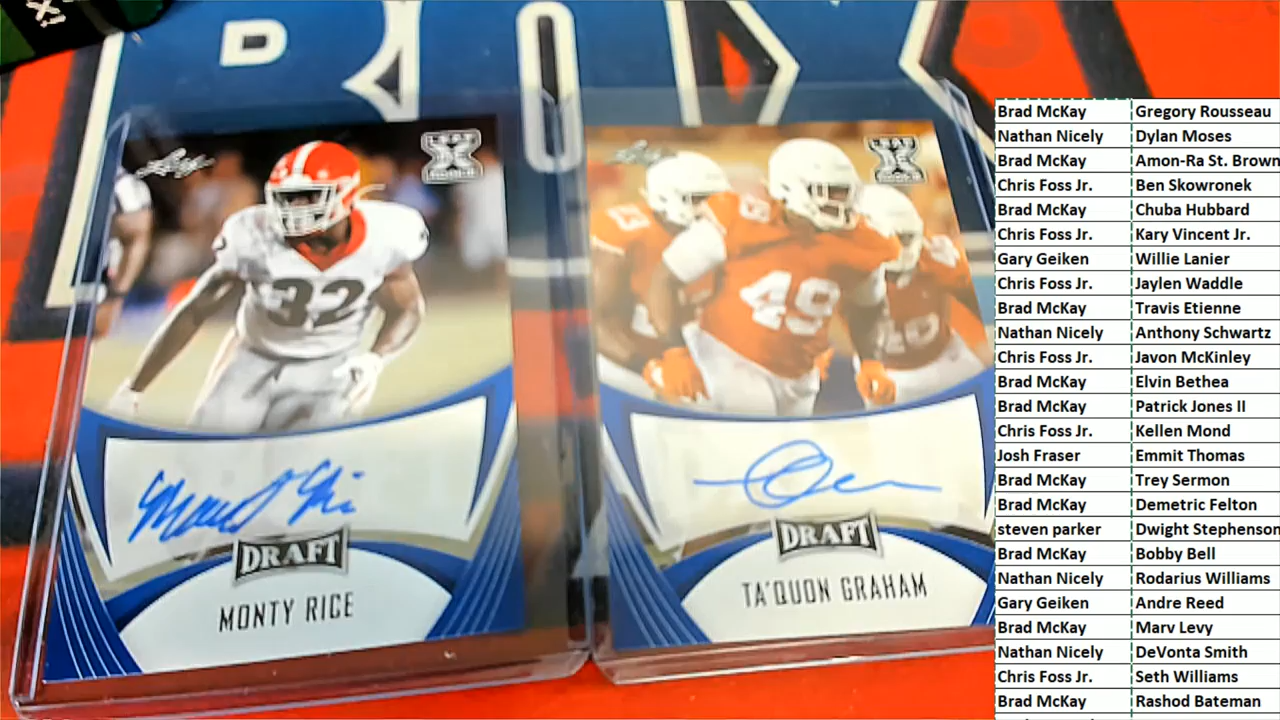 BOX
Leaf
LEAF
X
32
DRAFT
MONTY RICE
49
DRAFT
TA'QUON GRAHAM
Brad McKay Gregory Rousseau
Nathan Nicely Dylan Moses
Brad McKay Amon-Ra St. Brown
Chris Foss Jr. Ben Skowronek
Brad McKay Chuba Hubbard
Chris Foss Jr. Kary Vincent Jr.
Gary Geiken Willie Lanier
Chris Foss Jr. Jaylen Waddle
Brad McKay Travis Etienne
Nathan Nicely Anthony Schwartz
Chris Foss Jr. Javon McKinley
Brad McKay Elvin Bethea
Brad McKay Patrick Jones II
Chris Foss Jr. Kellen Mond
Josh Fraser Emmit Thomas
Brad McKay Trey Sermon
Brad McKay Demetric Felton
steven parker Dwight Stephenson
Brad McKay Bobby Bell
Nathan Nicely Rodarius Williams
Gary Geiken Andre Reed
Brad McKay Marv Levy
Nathan Nicely DeVonta Smith
Chris Foss Jr. Seth Williams
Brad McKay Rashod Bateman